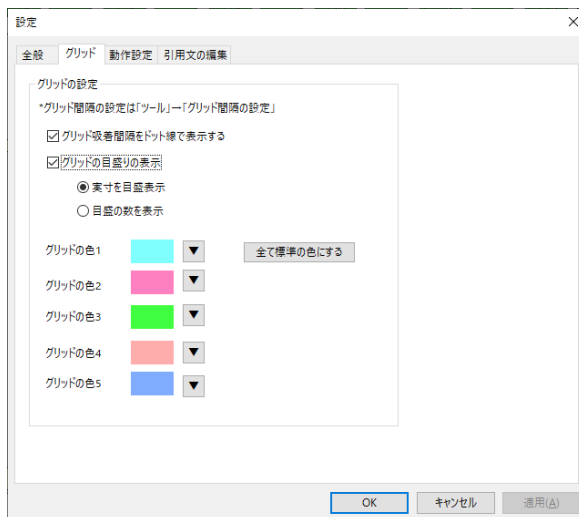 設定
全般 グリッド 動作設定 引用文の編集
グリッドの設定
*グリッド間隔の設定は「ツール」→「グリッド間隔の設定」
グリッド吸着間隔をドット線で表示する
グリッドの目盛りの表示
実寸を目盛表示
目盛の数を表示
グリッドの色1 全て標準の色にする
グリッドの色2
グリッドの色3
グリッドの色4
グリッドの色5
OK キャンセル 適用(A)